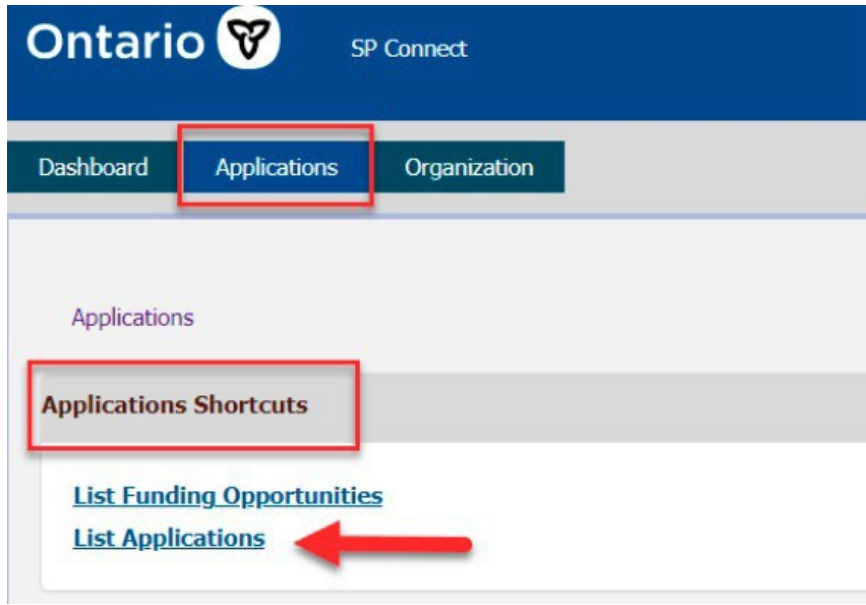 Ontario SP Connect
Dashboard Applications Organization
Applications
Applications Shortcuts
List Funding Opportunities
List Applications